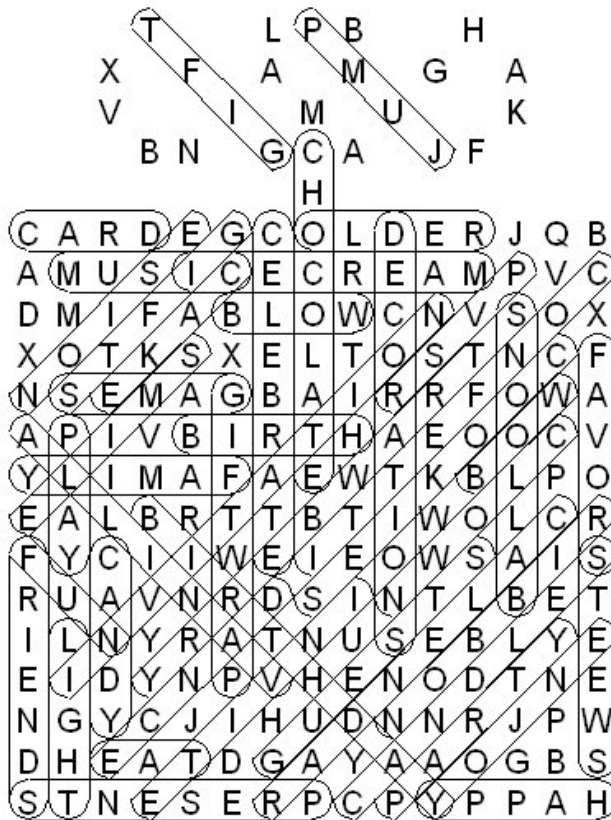 T L P B H
X F A M G A
V I M U K
B N G C A J F
H
C A R D E G C O L D E R J Q B
A M U S I C E C R E A M P V C
D M I F A B L O W C N V S O X
X O T K S X E L T O S T N C F
N S E M A G B A I R R F O W A
A P I V B I R T H A E O O C V
Y L I M A F A E W T K B L P O
E A L B R T T B T I W O L C R
F Y C I I W E I E O W S A I S
R U A V N R D S I N T L B E T
I L N Y R A T N U S E B L Y E
E I D Y N P V H E N O D T N E
N G Y C J I H U D N N R J P W
D H E A T D G A Y A A O G B S
S T N E S E R P C P Y P P A H